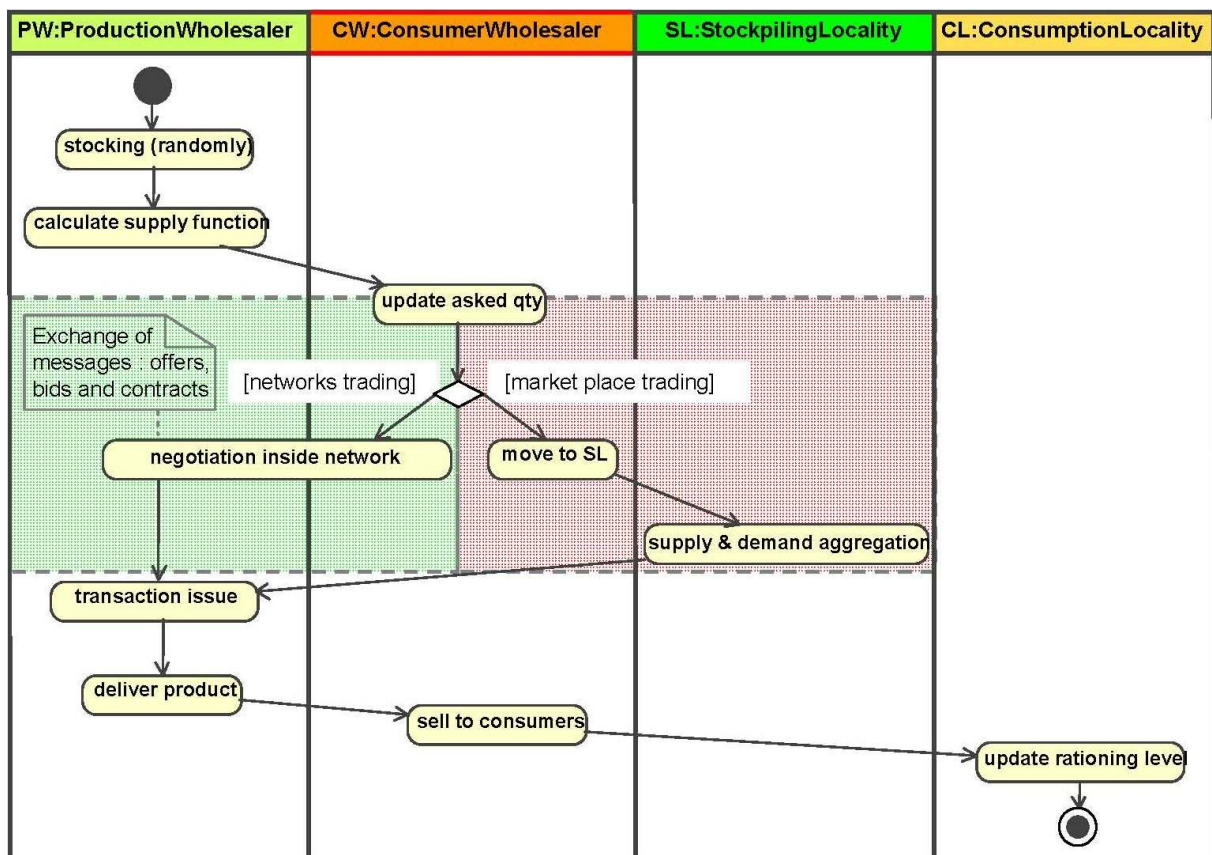 PW:ProductionWholesaler
CW:ConsumerWholesaler
SL:StockpilingLocality
CL:ConsumptionLocality
stocking (randomly)
calculate supply function
update asked qty
Exchange of
messages : offers,
bids and contracts
[networks trading]
[market place trading]
negotiation inside network
move to SL
supply & demand aggregation
transaction issue
deliver product
sell to consumers
update rationing level